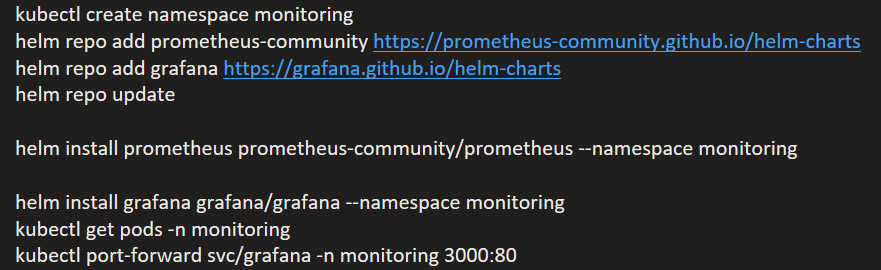 kubectl create namespace monitoring
helm repo add prometheus-community https://prometheus-community.github.io/helm-charts
helm repo add grafana https://grafana.github.io/helm-charts
helm repo update
helm install prometheus prometheus-community/prometheus --namespace monitoring
helm install grafana grafana/grafana --namespace monitoring
kubectl get pods -n monitoring
kubectl port-forward svc/grafana -n monitoring 3000:80